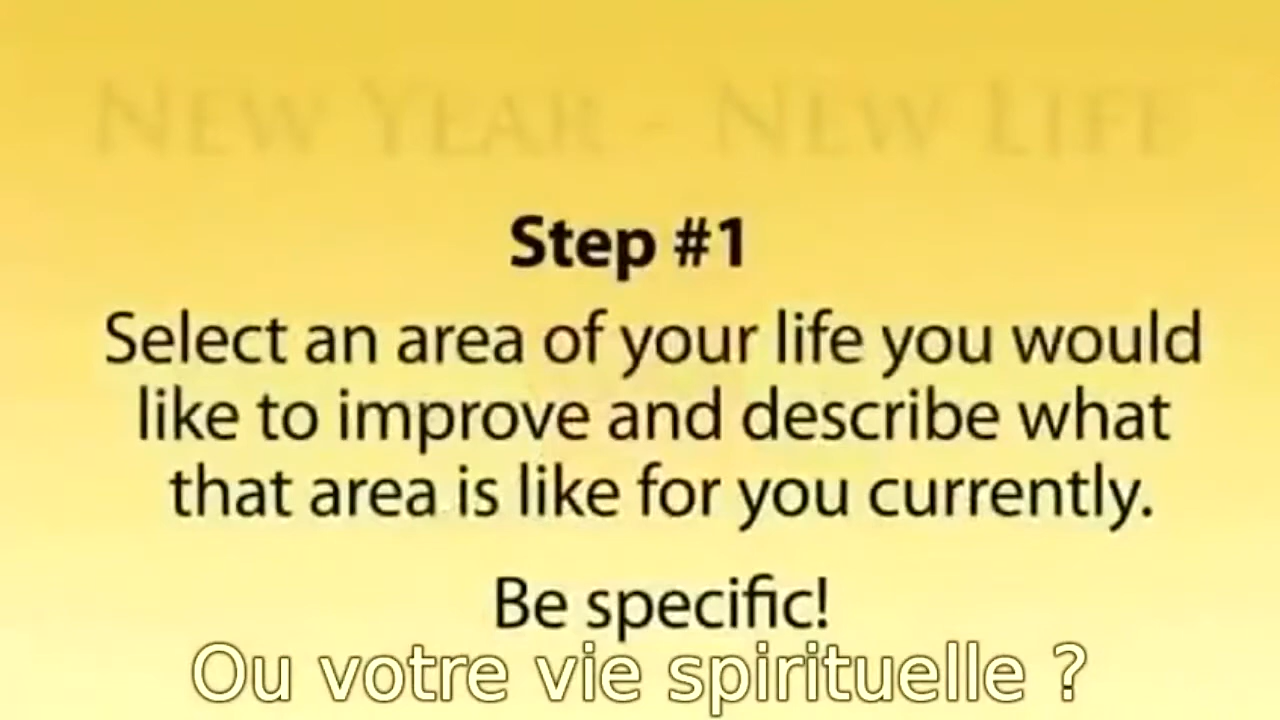 NEW YEAR - NEW LIFE
Step #1
Select an area of your life you would
like to improve and describe what
that area is like for you currently.
Be specific!
Ou votre vie spirituelle ?